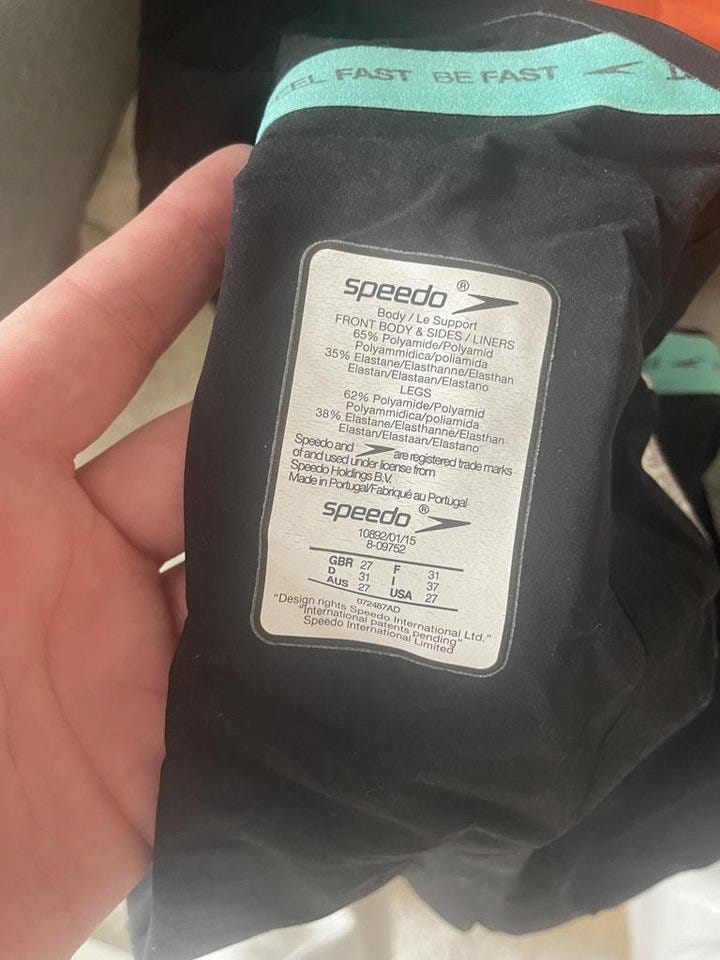 EEL FAST BE FAST
speedo®
Body / Le Support
FRONT BODY & SIDES / LINERS
65% Polyamide/Polyamid
Polyammidica/poliamida
35% Elastane/Elasthanne/Elasthan
Elastan/Elastaan/Elastano
LEGS
62% Polyamide/Polyamid
Polyammidica/poliamida
38% Elastane/Elasthanne/Elasthan
Elastan/Elastaan/Elastano
Speedo and are registered trade marks
of and used under license from
Speedo Holdings B.V.
Made in Portugal/Fabriqué au Portugal
speedo®
10892/01/15
8-09752
GBR 27 F 31
D 31 I 37
AUS 27 USA 27
072487AD
"Design rights Speedo International Ltd."
"International patents pending"
Speedo International Limited